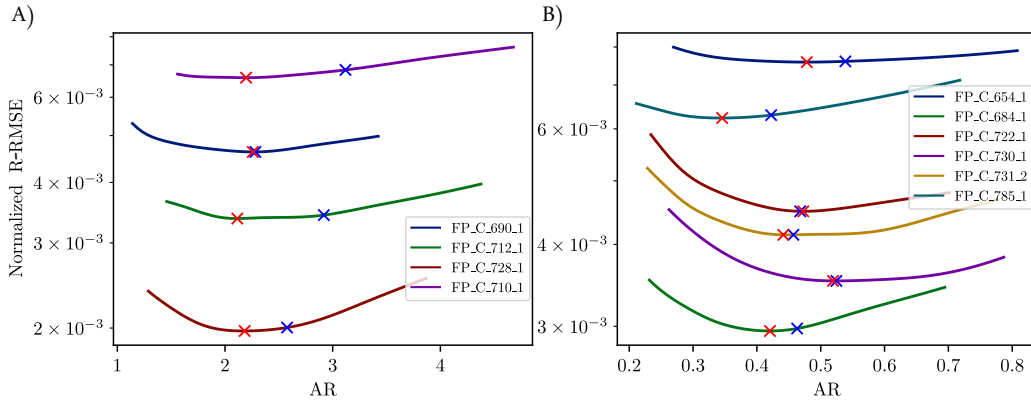 A)
B)
Normalized R-RMSE
6 × 10⁻³
4 × 10⁻³
3 × 10⁻³
2 × 10⁻³
1
2
3
4
AR
FP_C_690_1
FP_C_712_1
FP_C_728_1
FP_C_710_1
6 × 10⁻³
4 × 10⁻³
3 × 10⁻³
0.2
0.3
0.4
0.5
0.6
0.7
0.8
AR
FP_C_654_1
FP_C_684_1
FP_C_722_1
FP_C_730_1
FP_C_731_2
FP_C_785_1